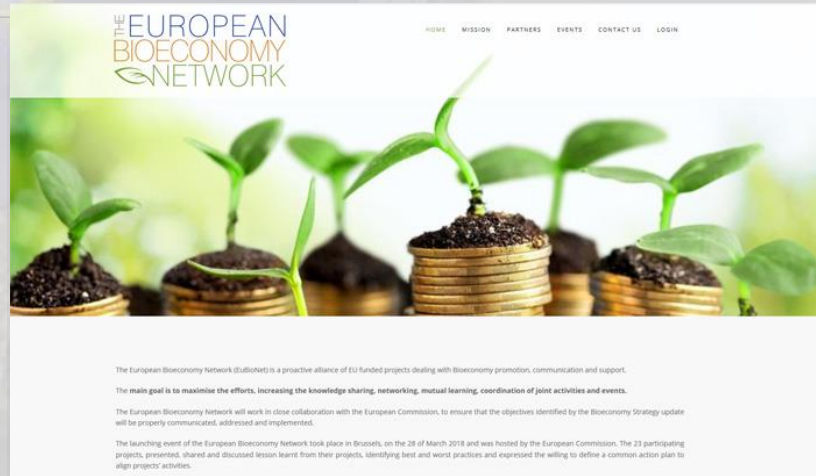 THE EUROPEAN
BIOECONOMY
NETWORK
HOME MISSION PARTNERS EVENTS CONTACT US LOGIN
The European Bioeconomy Network (EuBioNet) is a proactive alliance of EU funded projects dealing with Bioeconomy promotion, communication and support.
The main goal is to maximise the efforts, increasing the knowledge sharing, networking, mutual learning, coordination of joint activities and events.
The European Bioeconomy Network will work in close collaboration with the European Commission, to ensure that the objectives identified by the Bioeconomy Strategy update
will be properly communicated, addressed and implemented.
The launching event of the European Bioeconomy Network took place in Brussels, on the 28 of March 2018 and was hosted by the European Commission. The 23 participating
projects, presented, shared and discussed lesson learnt from their projects, identifying best and worst practices and expressed the willing to define a common action plan to
align projects' activities.